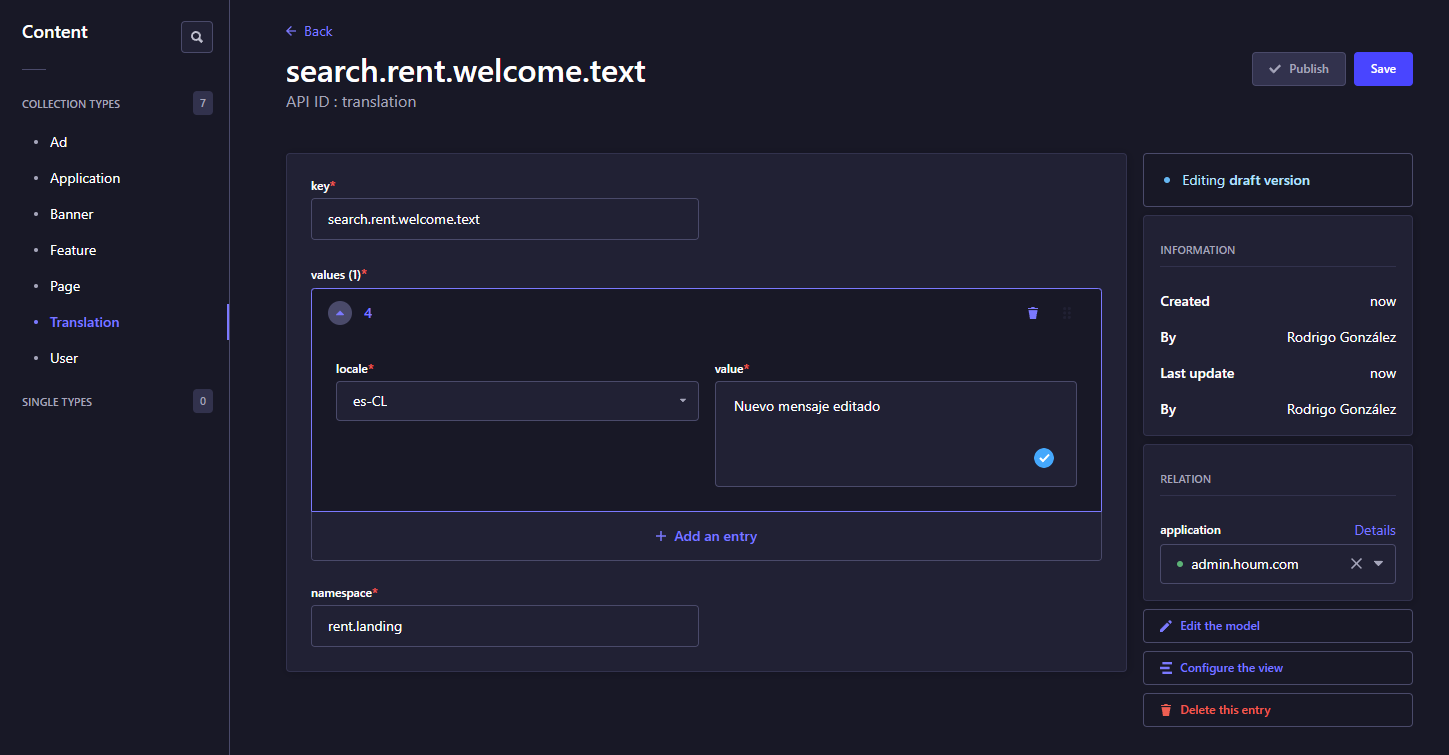 Content
COLLECTION TYPES 7
Ad
Application
Banner
Feature
Page
Translation
User
SINGLE TYPES 0
Back
search.rent.welcome.text
API ID : translation
Publish
Save
key*
search.rent.welcome.text
values (1)*
4
locale*
es-CL
value*
Nuevo mensaje editado
Add an entry
namespace*
rent.landing
Editing draft version
INFORMATION
Created now
By Rodrigo González
Last update now
By Rodrigo González
RELATION
application Details
admin.houm.com
Edit the model
Configure the view
Delete this entry